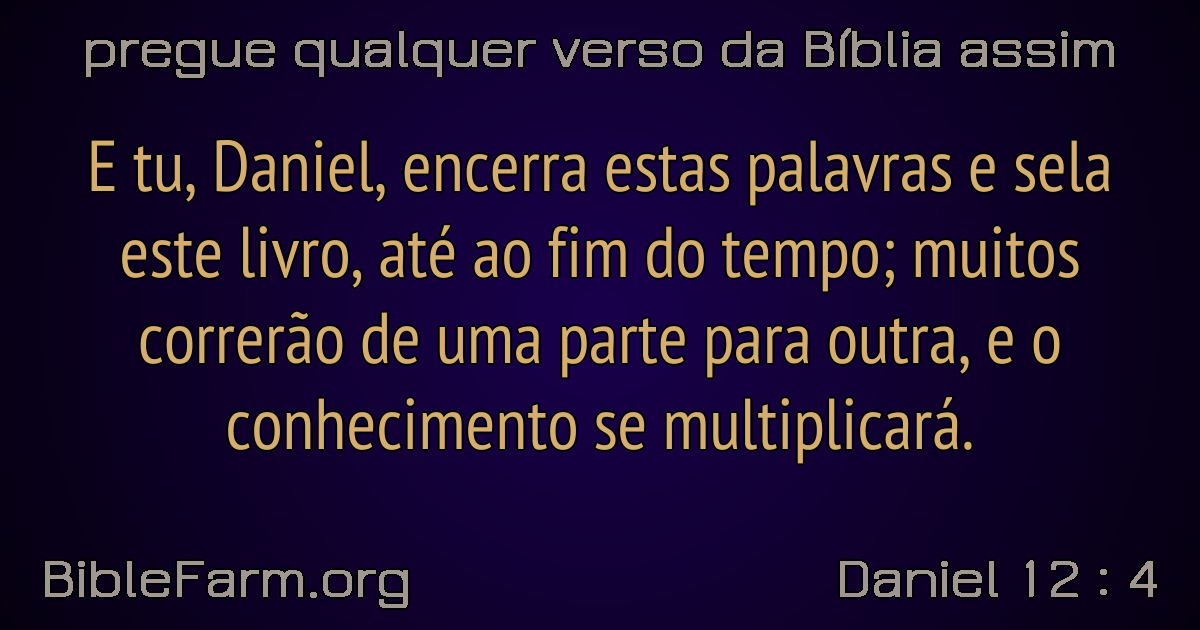 pregue qualquer verso da Bíblia assim
E tu, Daniel, encerra estas palavras e sela
este livro, até ao fim do tempo; muitos
correrão de uma parte para outra, e o
conhecimento se multiplicará.
BibleFarm.org
Daniel 12 : 4